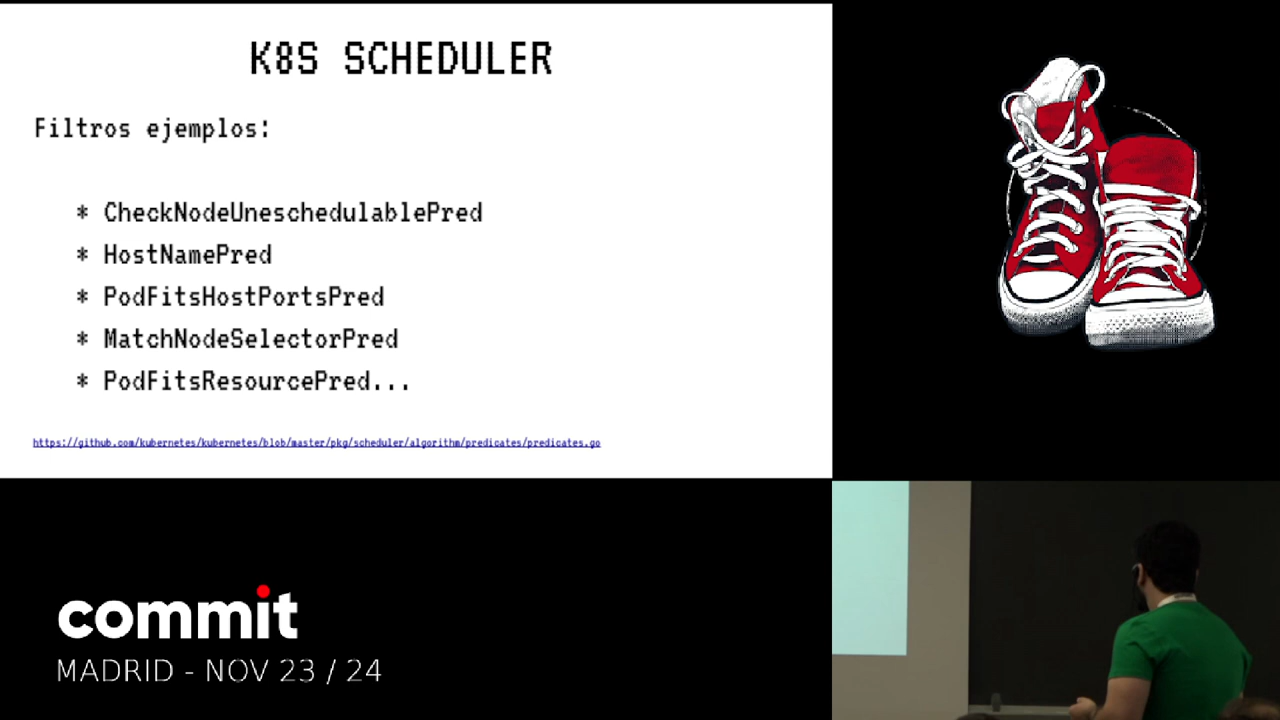 K8S SCHEDULER
Filtros ejemplos:
* CheckNodeUneschedulablePred
* HostNamePred
* PodFitsHostPortsPred
* MatchNodeSelectorPred
* PodFitsResourcePred...
https://github.com/kubernetes/kubernetes/blob/master/pkg/scheduler/algorithm/predicates/predicates.go
commit
MADRID - NOV 23 / 24